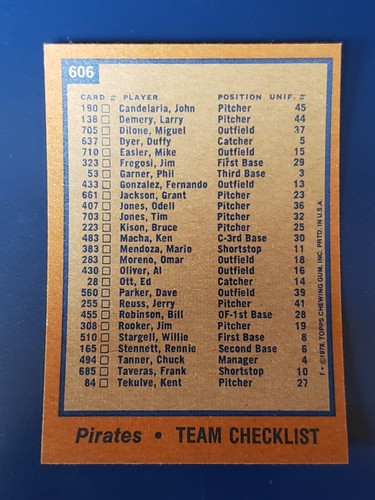 606
CARD # PLAYER POSITION UNIF. #
190 Candelaria, John Pitcher 45
138 Demery, Larry Pitcher 44
705 Dilone, Miguel Outfield 37
637 Dyer, Duffy Catcher 5
710 Easler, Mike Outfield 15
323 Fregosi, Jim First Base 29
53 Garner, Phil Third Base 3
433 Gonzalez, Fernando Outfield 13
661 Jackson, Grant Pitcher 23
407 Jones, Odell Pitcher 36
703 Jones, Tim Pitcher 32
223 Kison, Bruce Pitcher 25
483 Macha, Ken C-3rd Base 30
383 Mendoza, Mario Shortstop 11
283 Moreno, Omar Outfield 18
430 Oliver, Al Outfield 16
28 Ott, Ed Catcher 14
560 Parker, Dave Outfield 39
255 Reuss, Jerry Pitcher 41
455 Robinson, Bill OF-1st Base 28
308 Rooker, Jim Pitcher 19
510 Stargell, Willie First Base 8
165 Stennett, Rennie Second Base 6
494 Tanner, Chuck Manager 4
685 Taveras, Frank Shortstop 10
84 Tekulve, Kent Pitcher 27
F* ©1978 TOPPS CHEWING GUM, INC. PRTD. IN U.S.A.
Pirates • TEAM CHECKLIST